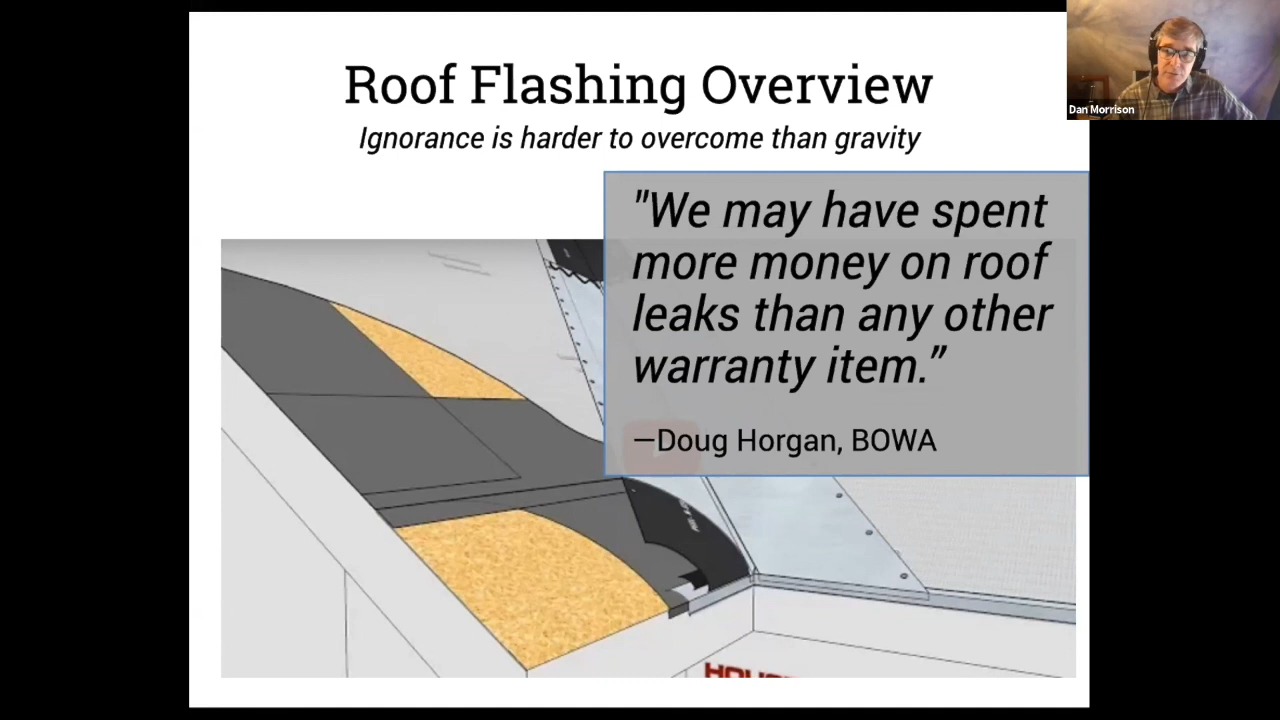 Roof Flashing Overview
Ignorance is harder to overcome than gravity
Dan Morrison
"We may have spent
more money on roof
leaks than any other
warranty item.”
—Doug Horgan, BOWA